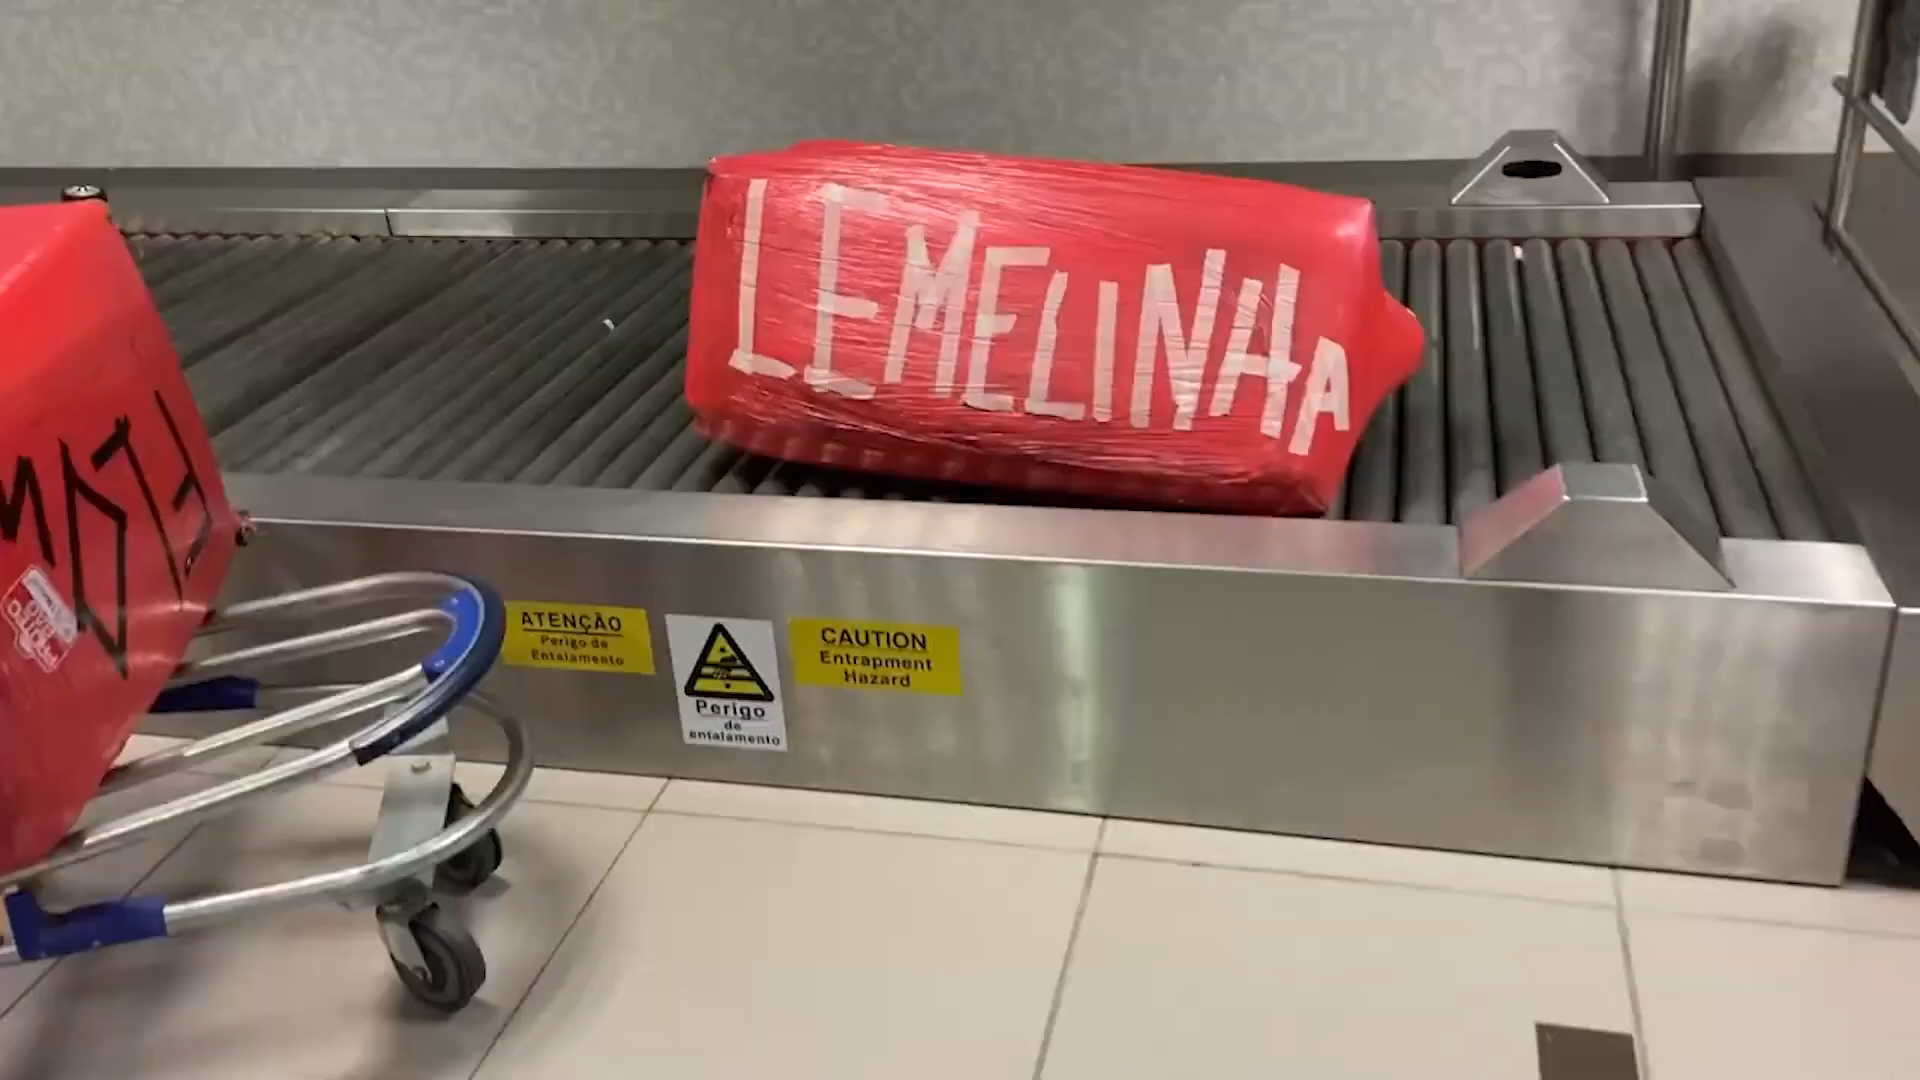 LEMELINHA
ATENÇÃO
Perigo de
Entalamento
Perigo
de
entalamento
CAUTION
Entrapment
Hazard